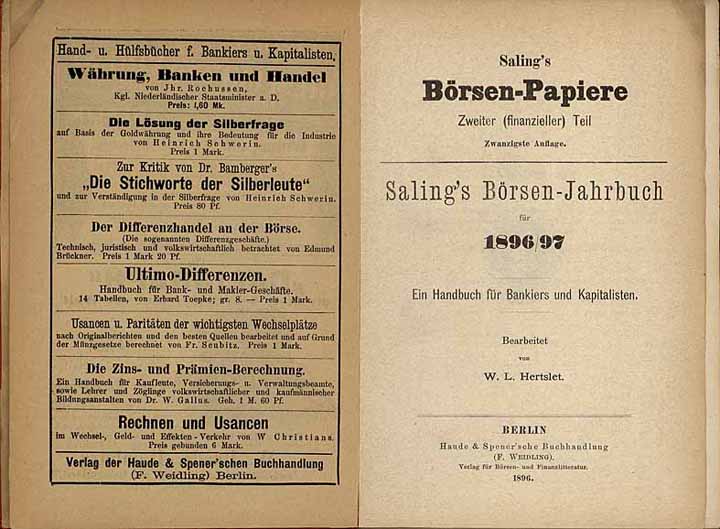 Hand- u. Hülfsbücher f. Bankiers u. Kapitalisten.
Währung, Banken und Handel
von Jhr. Rochussen,
Kgl. Niederländischer Staatsminister a. D.
Preis: 1,60 Mk.
Die Lösung der Silberfrage
auf Basis der Goldwährung und ihre Bedeutung für die Industrie
von Heinrich Schwerin.
Preis 1 Mark.
Zur Kritik von Dr. Bamberger's
„Die Stichworte der Silberleute“
und zur Verständigung in der Silberfrage von Heinrich Schwerin.
Preis 80 Pf.
Der Differenzhandel an der Börse.
(Die sogenannten Differenzgeschäfte.)
Technisch, juristisch und volkswirtschaftlich betrachtet von Edmund
Brückner. Preis 1 Mark 20 Pf.
Ultimo-Differenzen.
Handbuch für Bank- und Makler-Geschäfte.
14 Tabellen, von Erhard Toepke; gr. 8. — Preis 1 Mark.
Usancen u. Paritäten der wichtigsten Wechselplätze
nach Originalberichten und den besten Quellen bearbeitet und auf Grund
der Münzgesetze berechnet von Fr. Seubitz. Preis 1 Mark.
Die Zins- und Prämien-Berechnung.
Ein Handbuch für Kaufleute, Versicherungs- u. Verwaltungsbeamte,
sowie Lehrer und Zöglinge volkswirtschaftlicher und kaufmännischer
Bildungsanstalten von Dr. W. Gallus. Geh. 1 M. 60 Pf.
Rechnen und Usancen
im Wechsel-, Geld- und Effekten-Verkehr von W Christians.
Preis gebunden 6 Mark.
Verlag der Haude & Spener'schen Buchhandlung
(F. Weidling) Berlin.
Saling's
Börsen-Papiere
Zweiter (finanzieller) Teil
Zwanzigste Auflage.
Saling's Börsen-Jahrbuch
für
1896/97
Ein Handbuch für Bankiers und Kapitalisten.
Bearbeitet
von
W. L. Hertslet.
BERLIN
Haude & Spener'sche Buchhandlung
(F. WEIDLING).
Verlag für Börsen- und Finanzlitteratur.
1896.